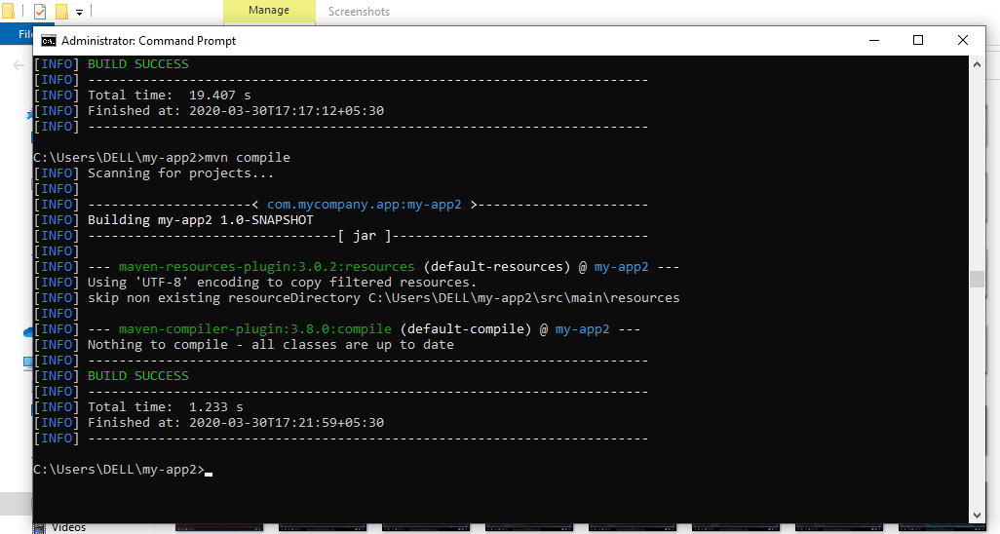 Manage
Screenshots
Fil
Administrator: Command Prompt
[INFO] BUILD SUCCESS
[INFO] ------------------------------------------------------------------------
[INFO] Total time:  19.407 s
[INFO] Finished at: 2020-03-30T17:17:12+05:30
[INFO] ------------------------------------------------------------------------
C:\Users\DELL\my-app2>mvn compile
[INFO] Scanning for projects...
[INFO]
[INFO] ---------------------< com.mycompany.app:my-app2 >----------------------
[INFO] Building my-app2 1.0-SNAPSHOT
[INFO] --------------------------------[ jar ]---------------------------------
[INFO]
[INFO] --- maven-resources-plugin:3.0.2:resources (default-resources) @ my-app2 ---
[INFO] Using 'UTF-8' encoding to copy filtered resources.
[INFO] skip non existing resourceDirectory C:\Users\DELL\my-app2\src\main\resources
[INFO]
[INFO] --- maven-compiler-plugin:3.8.0:compile (default-compile) @ my-app2 ---
[INFO] Nothing to compile - all classes are up to date
[INFO] ------------------------------------------------------------------------
[INFO] BUILD SUCCESS
[INFO] ------------------------------------------------------------------------
[INFO] Total time:  1.233 s
[INFO] Finished at: 2020-03-30T17:21:59+05:30
[INFO] ------------------------------------------------------------------------
C:\Users\DELL\my-app2>
Videos